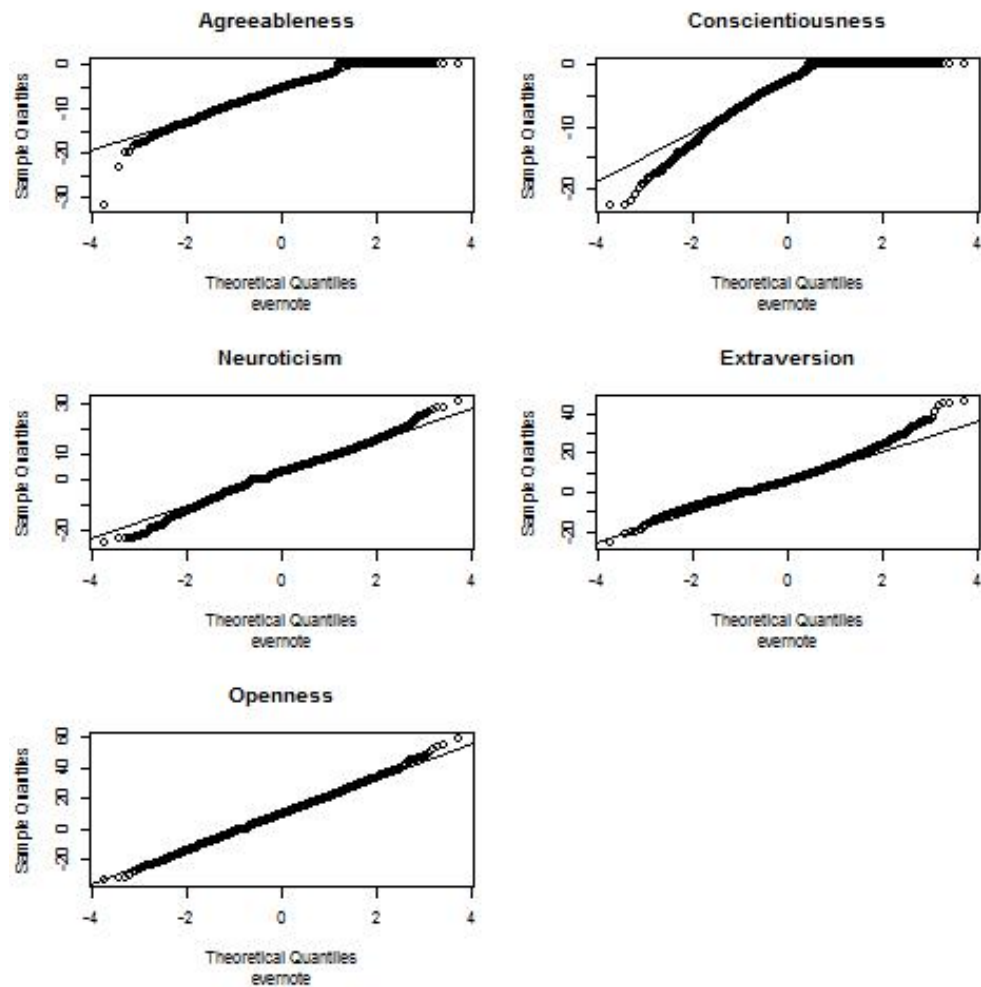 Agreeableness
Sample Quantiles
0
-10
-20
-30
-4 -2 0 2 4
Theoretical Quantiles
evernote
Conscientiousness
Sample Quantiles
0
-10
-20
-4 -2 0 2 4
Theoretical Quantiles
evernote
Neuroticism
Sample Quantiles
30
10
0
-20
-4 -2 0 2 4
Theoretical Quantiles
evernote
Extraversion
Sample Quantiles
40
20
0
-20
-4 -2 0 2 4
Theoretical Quantiles
evernote
Openness
Sample Quantiles
60
40
20
0
-20
-4 -2 0 2 4
Theoretical Quantiles
evernote